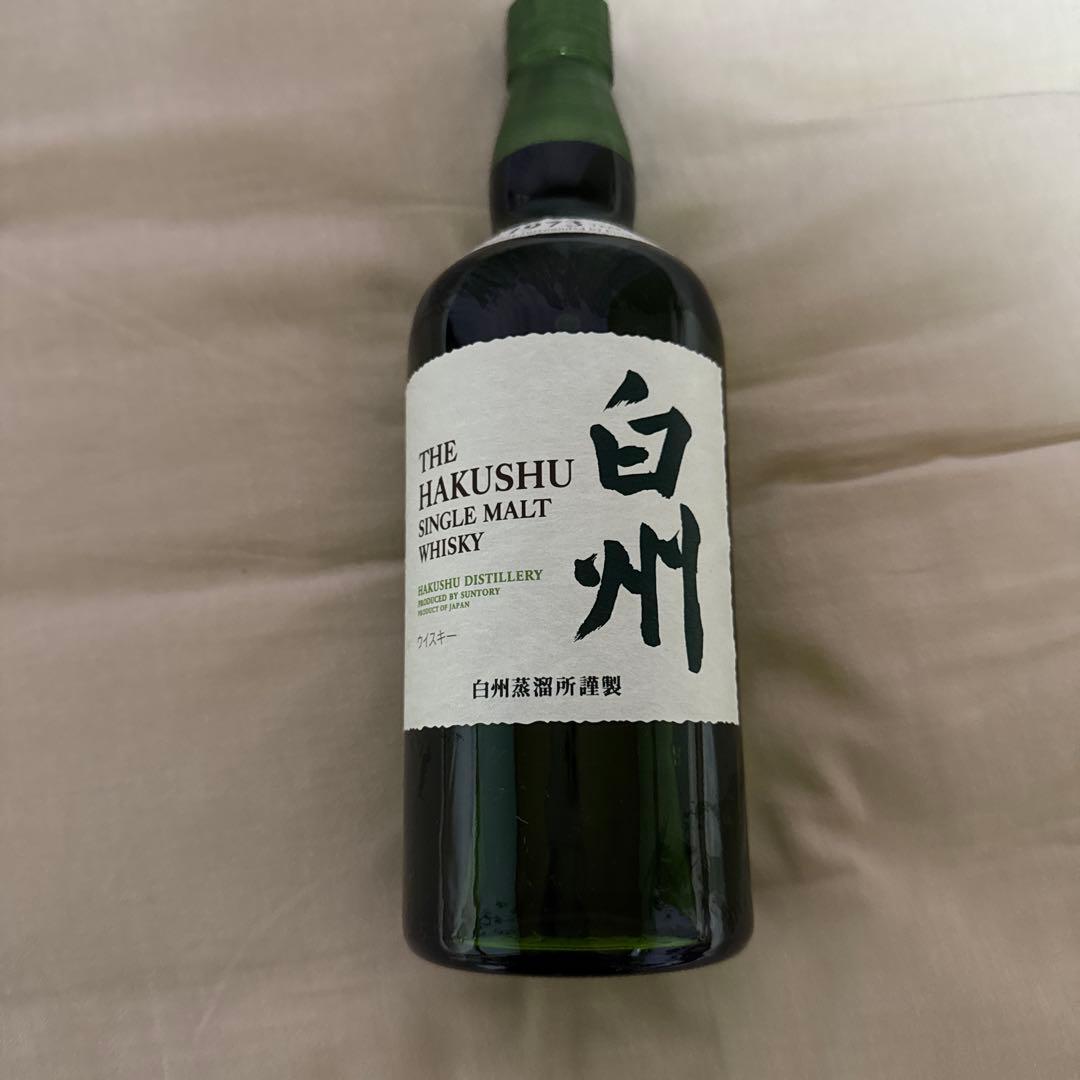 1973
白州
THE
HAKUSHU
SINGLE MALT
WHISKY
HAKUSHU DISTILLERY
PRODUCED BY SUNTORY
PRODUCT OF JAPAN
ウイスキー
白州蒸溜所謹製